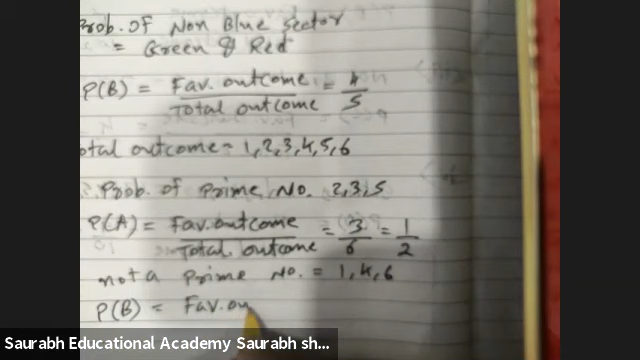 Prob. of Non Blue sector
= Green & Red
P(B) = Fav. outcome / Total outcome = 4/5
otal outcome = 1,2,3,4,5,6
Prob. of Prime No. 2,3,5
P(A) = Fav. outcome / Total outcome = 3/6 = 1/2
not a Prime No. = 1,4,6
P(B) = Fav. ou
Saurabh Educational Academy Saurabh sh...